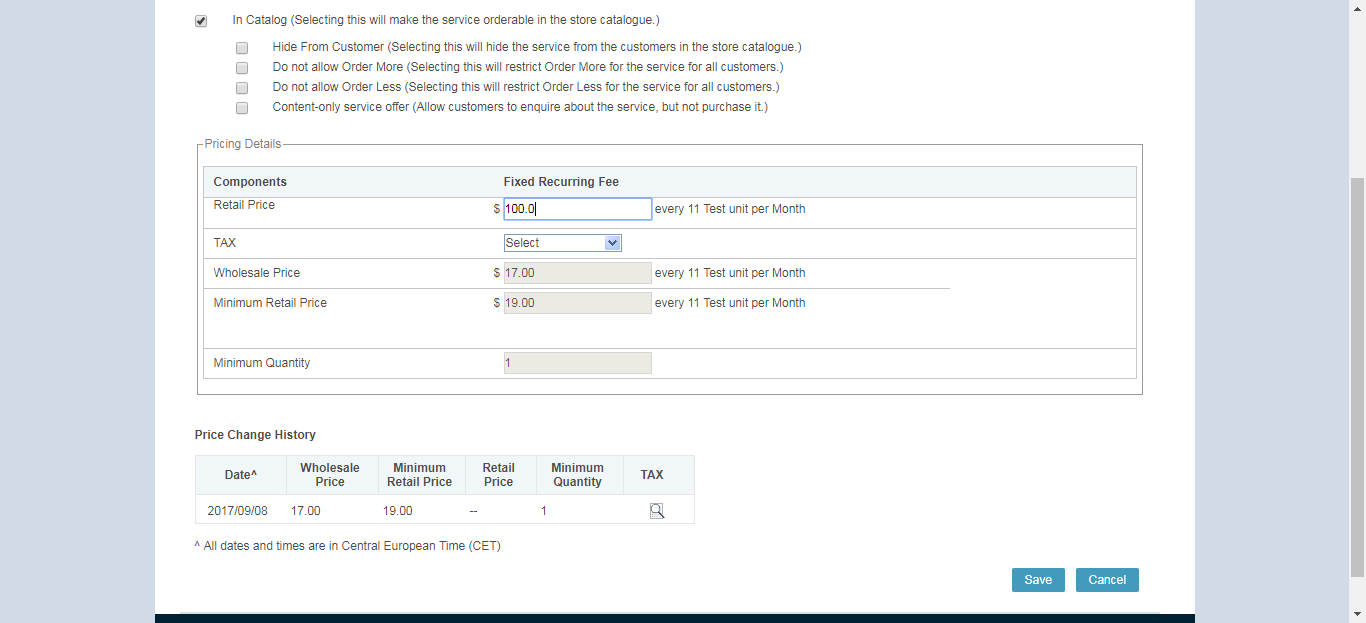 In Catalog (Selecting this will make the service orderable in the store catalogue.)
Hide From Customer (Selecting this will hide the service from the customers in the store catalogue.)
Do not allow Order More (Selecting this will restrict Order More for the service for all customers.)
Do not allow Order Less (Selecting this will restrict Order Less for the service for all customers.)
Content-only service offer (Allow customers to enquire about the service, but not purchase it.)
Pricing Details
Components Fixed Recurring Fee
Retail Price $ 100.0 every 11 Test unit per Month
TAX Select
Wholesale Price $ 17.00 every 11 Test unit per Month
Minimum Retail Price $ 19.00 every 11 Test unit per Month
Minimum Quantity 1
Price Change History
Date^ Wholesale Price Minimum Retail Price Retail Price Minimum Quantity TAX
2017/09/08 17.00 19.00 -- 1
^ All dates and times are in Central European Time (CET)
Save Cancel